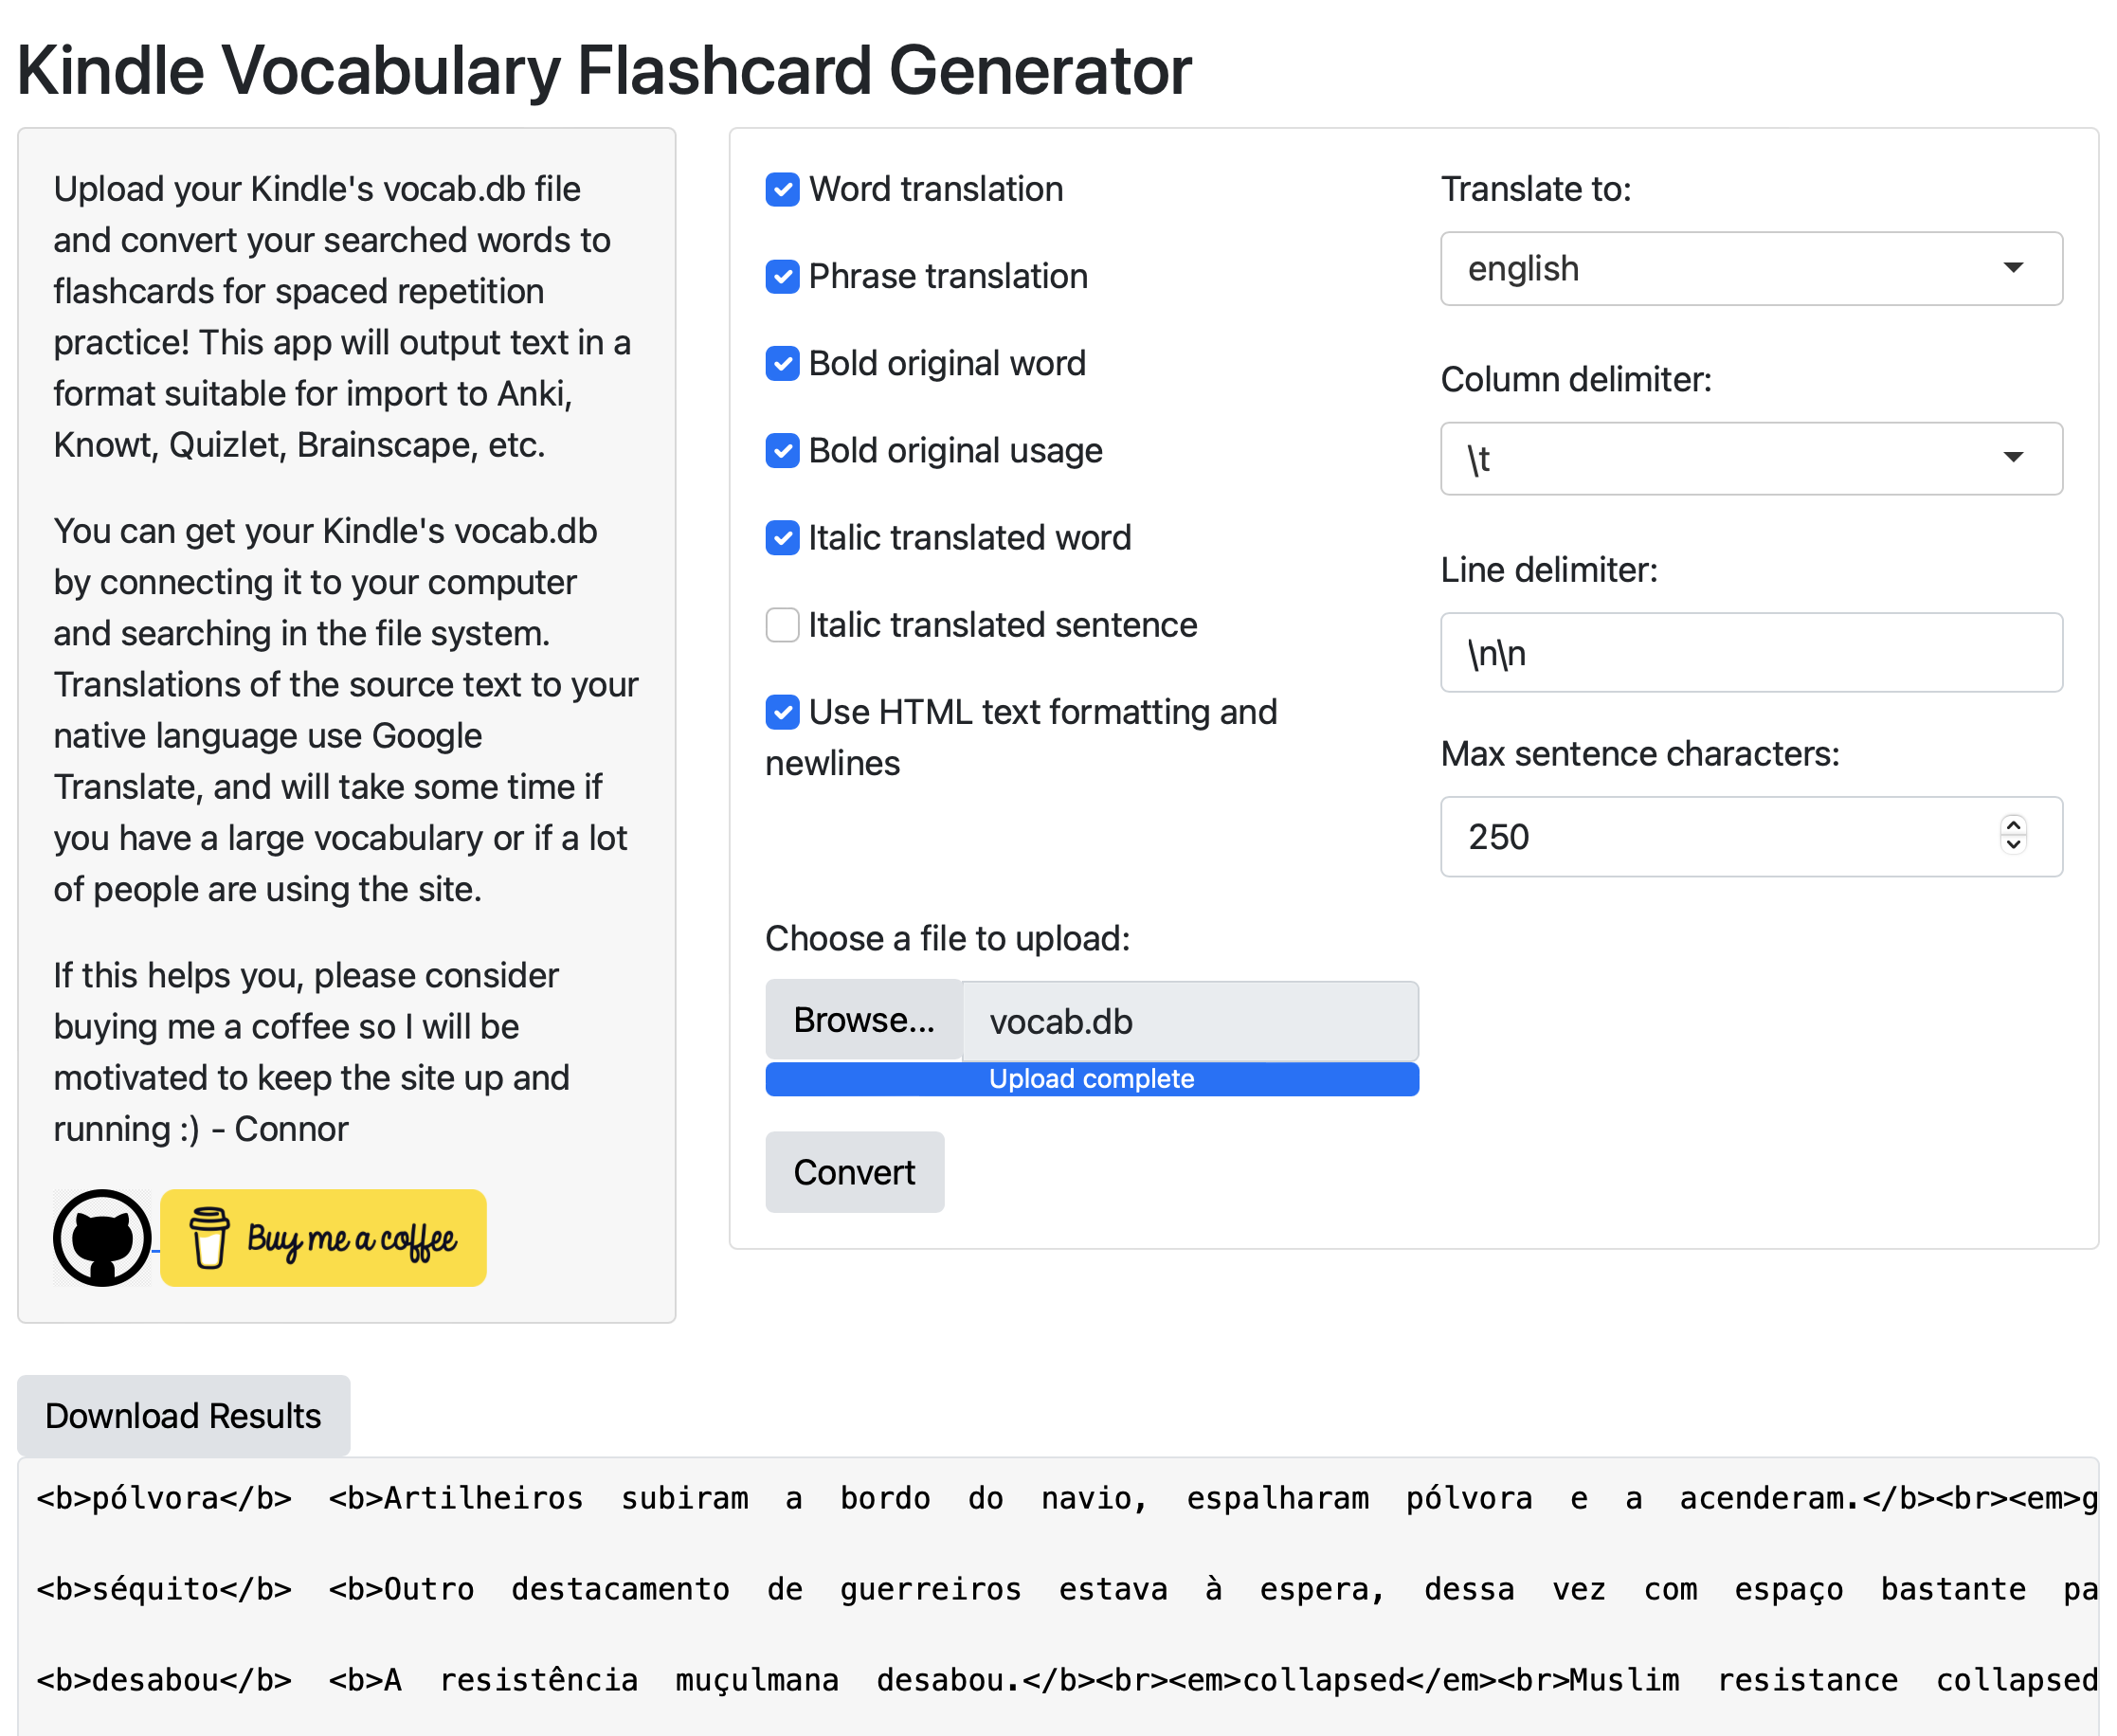 Kindle Vocabulary Flashcard Generator
Upload your Kindle's vocab.db file
and convert your searched words to
flashcards for spaced repetition
practice! This app will output text in a
format suitable for import to Anki,
Knowt, Quizlet, Brainscape, etc.
You can get your Kindle's vocab.db
by connecting it to your computer
and searching in the file system.
Translations of the source text to your
native language use Google
Translate, and will take some time if
you have a large vocabulary or if a lot
of people are using the site.
If this helps you, please consider
buying me a coffee so I will be
motivated to keep the site up and
running :) - Connor
Buy me a coffee
Word translation
Phrase translation
Bold original word
Bold original usage
Italic translated word
Italic translated sentence
Use HTML text formatting and
newlines
Translate to:
english
Column delimiter:
\t
Line delimiter:
\n\n
Max sentence characters:
250
Choose a file to upload:
Browse... vocab.db
Upload complete
Convert
Download Results
<b>pólvora</b> <b>Artilheiros subiram a bordo do navio, espalharam pólvora e a acenderam.</b><br><em>g
<b>séquito</b> <b>Outro destacamento de guerreiros estava à espera, dessa vez com espaço bastante pa
<b>desabou</b> <b>A resistência muçulmana desabou.</b><br><em>collapsed</em><br>Muslim resistance collapsed